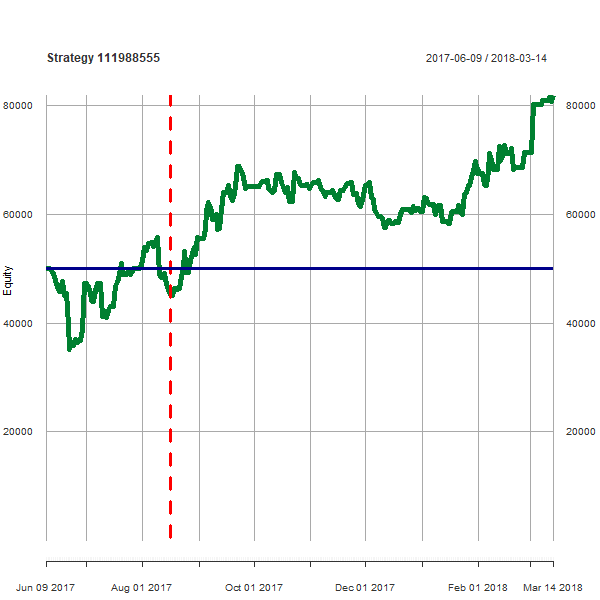 Strategy 111988555
2017-06-09 / 2018-03-14
80000 80000
60000 60000
Equity
40000 40000
20000 20000
Jun 09 2017 Aug 01 2017 Oct 01 2017 Dec 01 2017 Feb 01 2018 Mar 14 2018